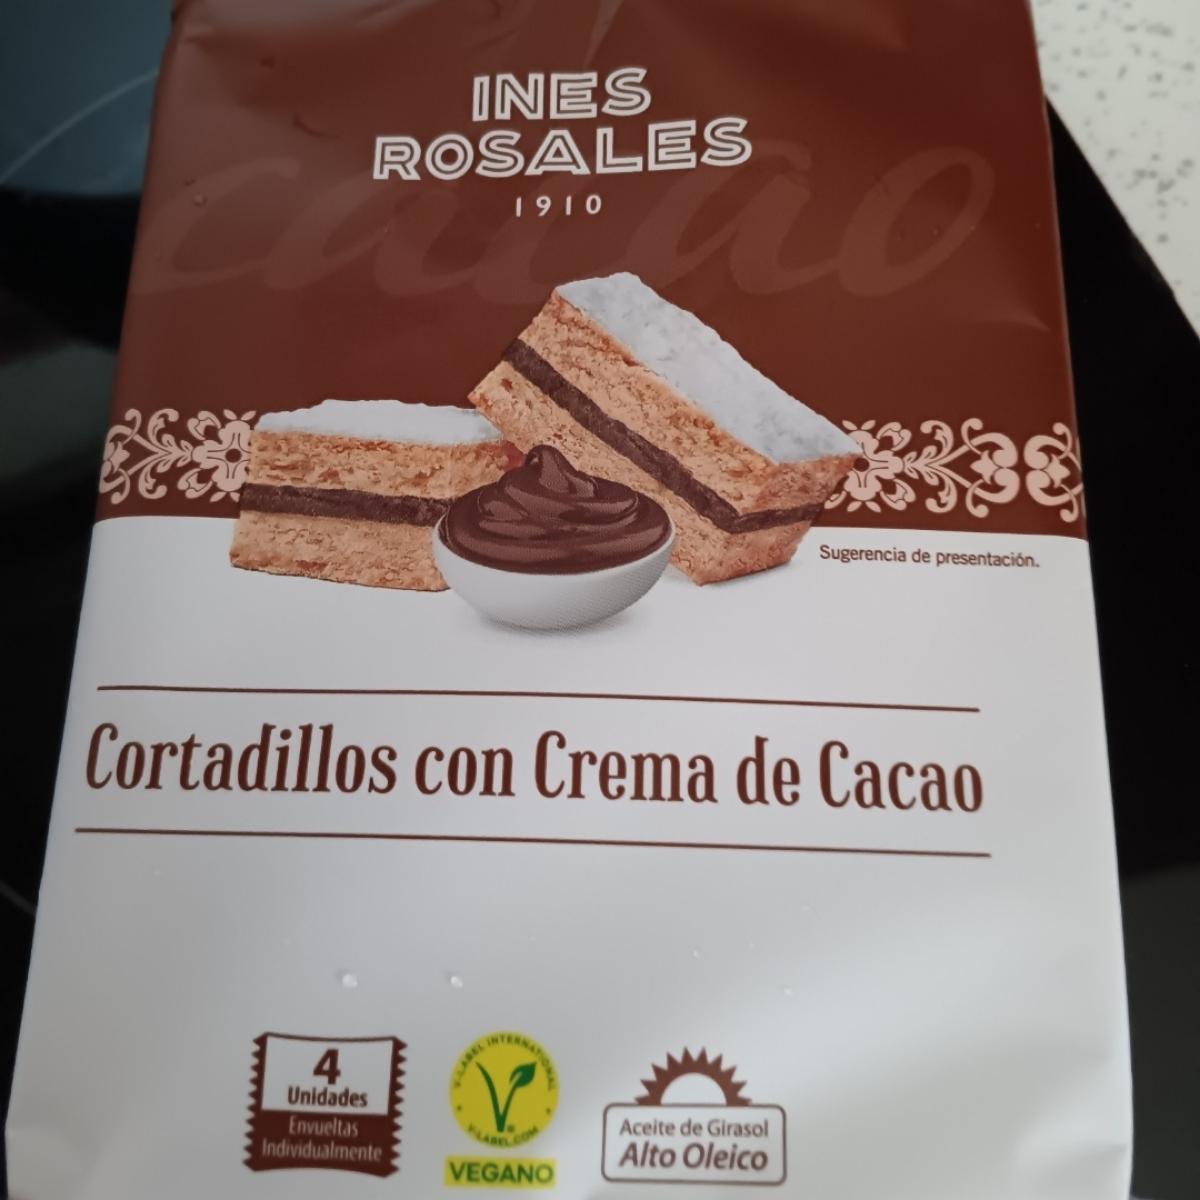 cacao
INES
ROSALES
1910
Sugerencia de presentación.
Cortadillos con Crema de Cacao
4
Unidades
Envueltas
Individualmente
V-LABEL INTERNATIONAL
V-LABEL.COM
VEGANO
Aceite de Girasol
Alto Oleico